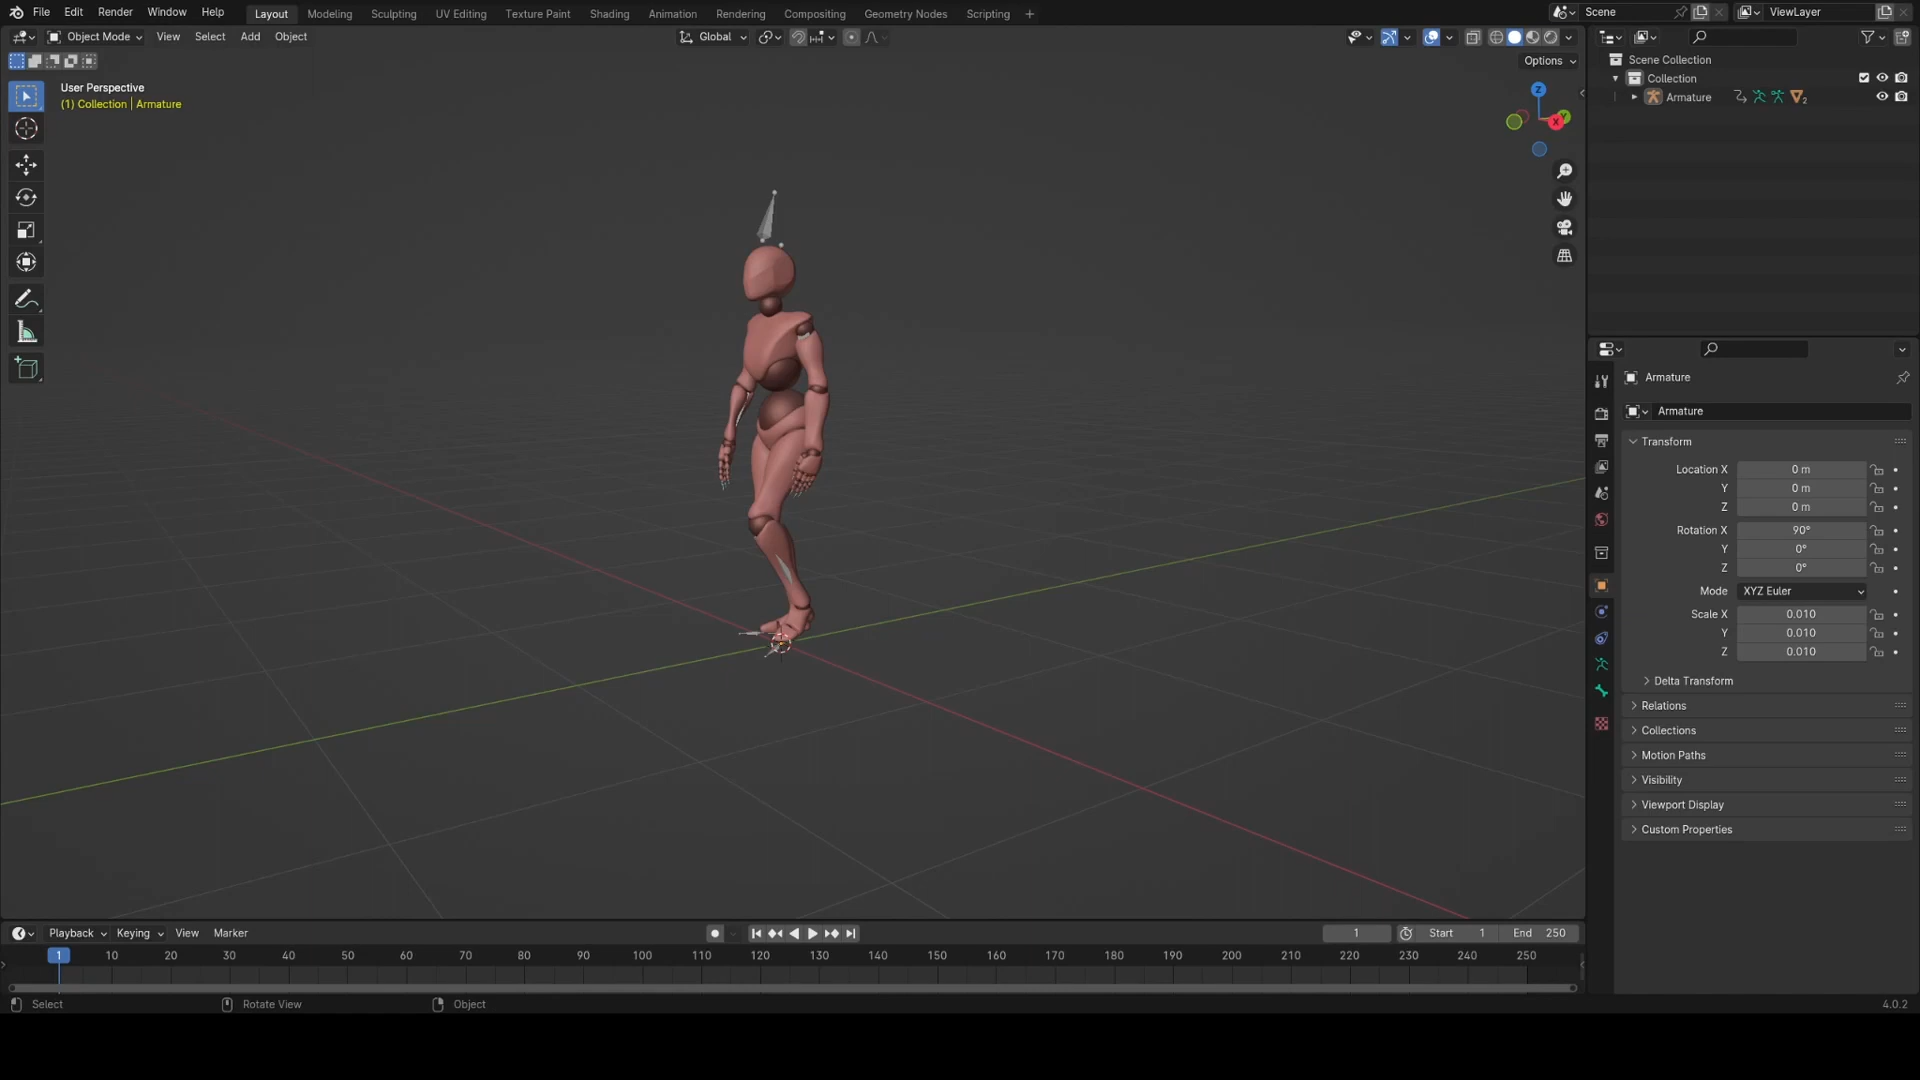 File Edit Render Window Help Layout Modeling Sculpting UV Editing Texture Paint Shading Animation Rendering Compositing Geometry Nodes Scripting + Scene ViewLayer
Object Mode View Select Add Object Global
Options
User Perspective
(1) Collection | Armature
Z
Y
X
Scene Collection
Collection
Armature 2
Armature
Armature
Transform
Location X 0 m
Y 0 m
Z 0 m
Rotation X 90°
Y 0°
Z 0°
Mode XYZ Euler
Scale X 0.010
Y 0.010
Z 0.010
Delta Transform
Relations
Collections
Motion Paths
Visibility
Viewport Display
Custom Properties
Playback Keying View Marker 1 Start 1 End 250
1 10 20 30 40 50 60 70 80 90 100 110 120 130 140 150 160 170 180 190 200 210 220 230 240 250
Select Rotate View Object 4.0.2